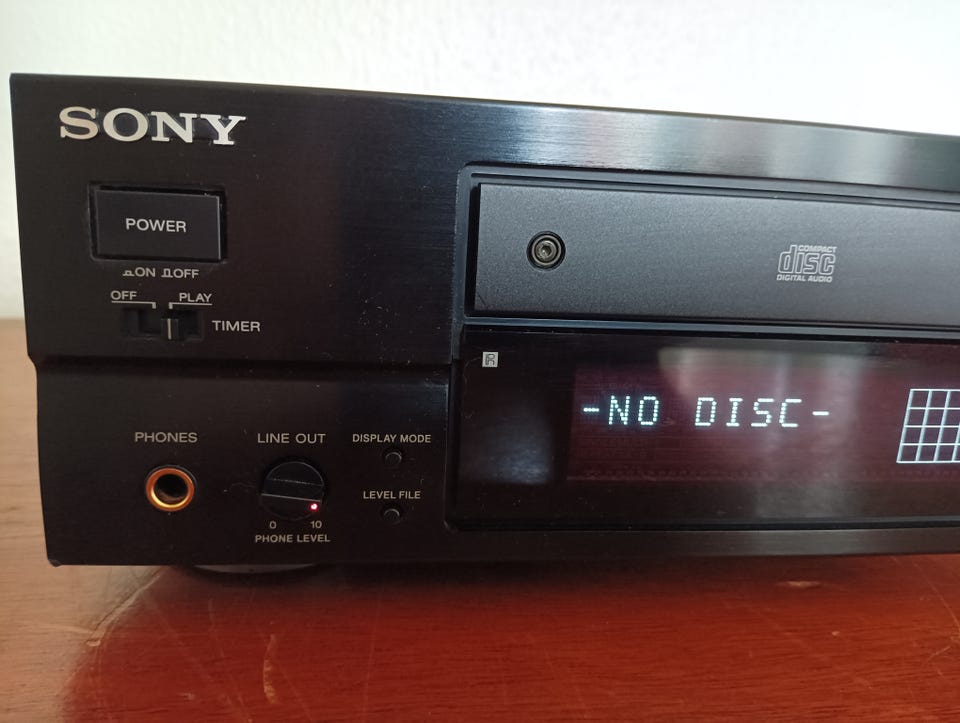 SONY
POWER
ON OFF
OFF PLAY
TIMER
COMPACT
disc
DIGITAL AUDIO
-NO DISC-
PHONES
LINE OUT
0 10
PHONE LEVEL
DISPLAY MODE
LEVEL FILE